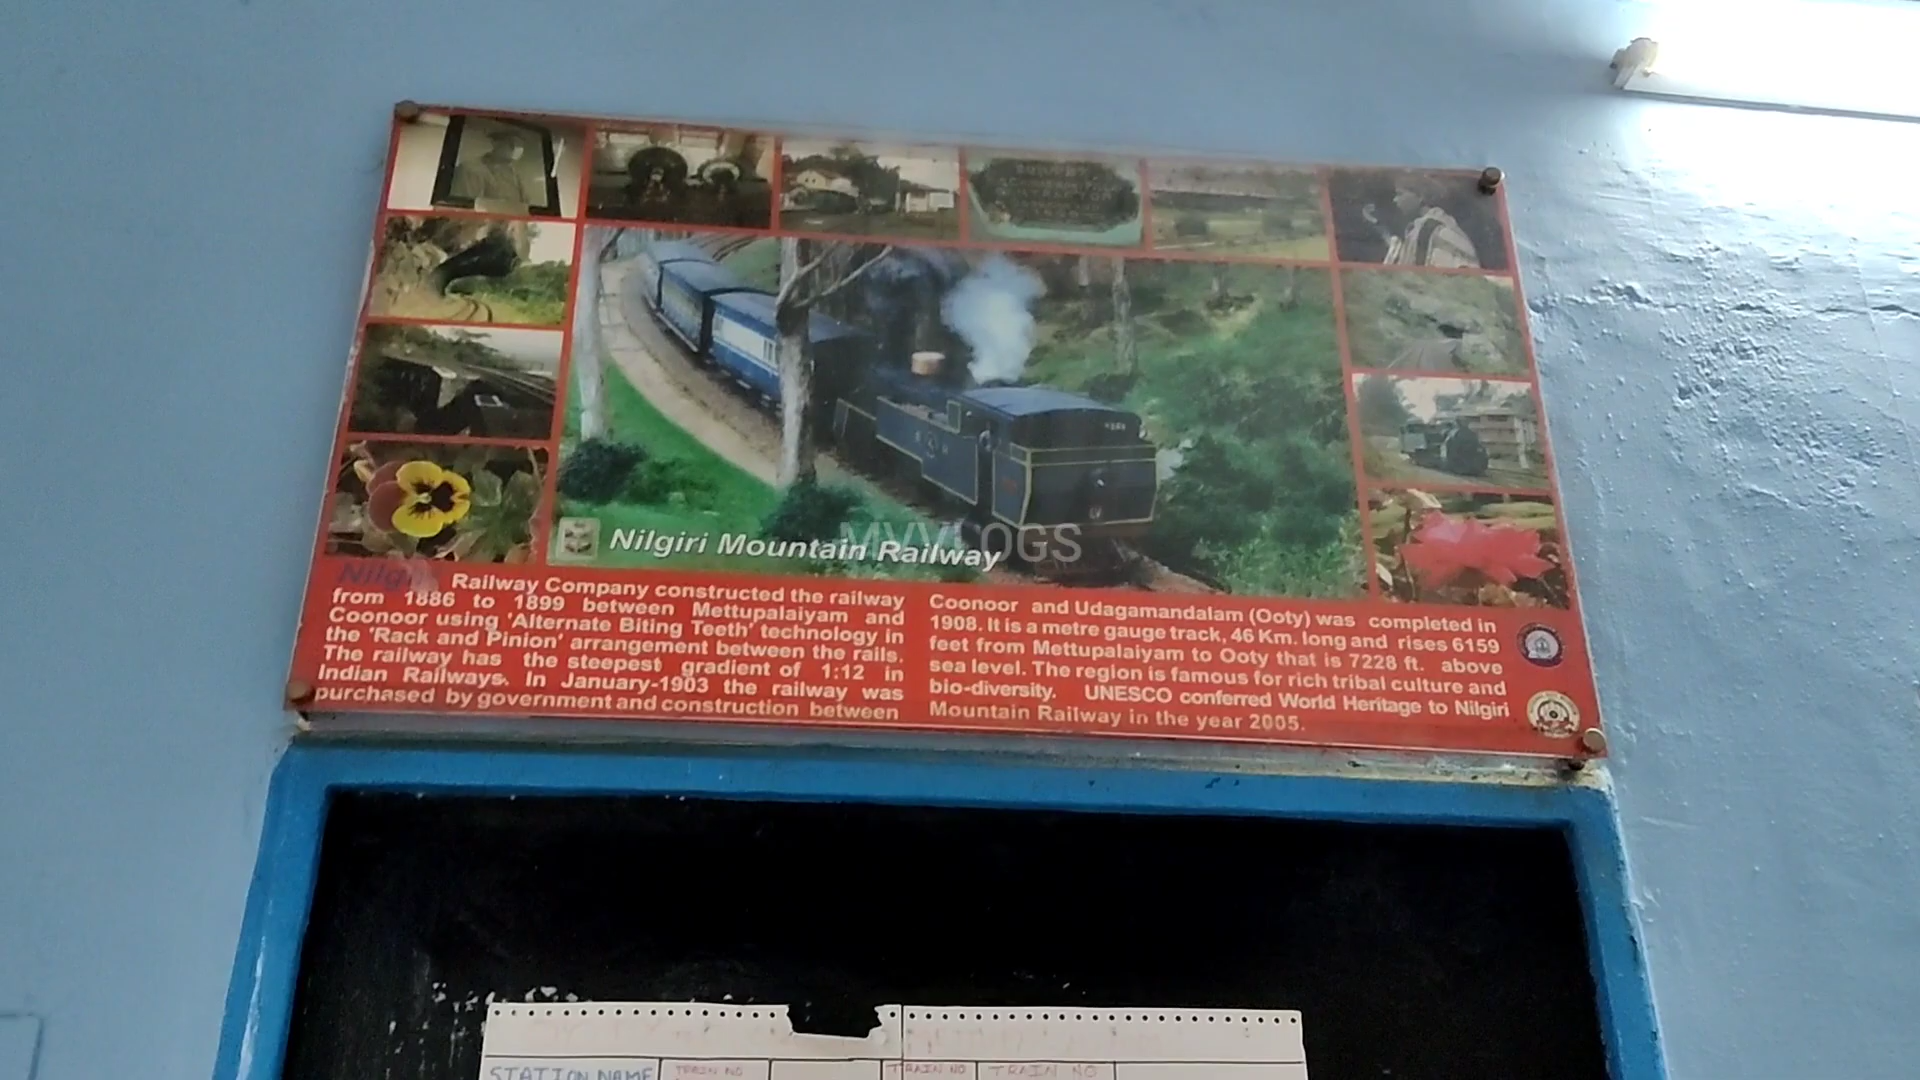 Nilgiri Mountain Railway
MVVLOGS
Nilgi Railway Company constructed the railway
from 1886 to 1899 between Mettupalaiyam and
Coonoor using 'Alternate Biting Teeth' technology in
the 'Rack and Pinion' arrangement between the rails.
The railway has the steepest gradient of 1:12 in
Indian Railways. In January-1903 the railway was
purchased by government and construction between
Coonoor and Udagamandalam (Ooty) was completed in
1908. It is a metre gauge track, 46 Km. long and rises 6159
feet from Mettupalaiyam to Ooty that is 7228 ft. above
sea level. The region is famous for rich tribal culture and
bio-diversity. UNESCO conferred World Heritage to Nilgiri
Mountain Railway in the year 2005.
STATION NAME TRAIN NO TRAIN NO TRAIN NO